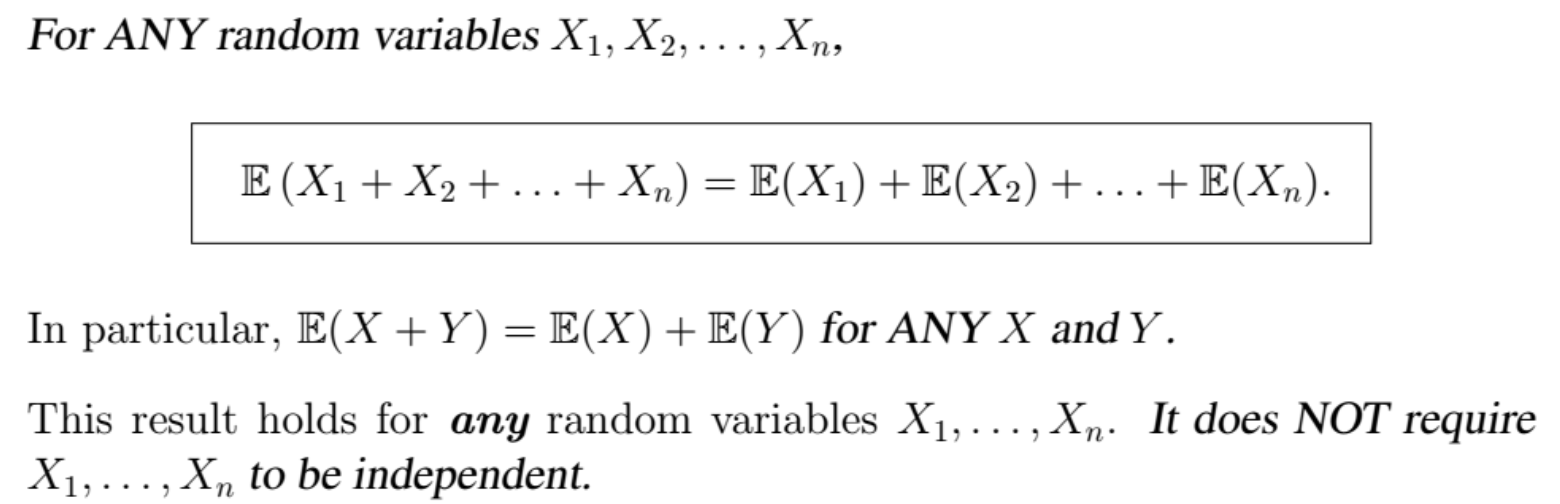 For ANY random variables X₁, X₂, . . . , Xₙ,
𝔼 (X₁ + X₂ + . . . + Xₙ) = 𝔼(X₁) + 𝔼(X₂) + . . . + 𝔼(Xₙ).
In particular, 𝔼(X + Y) = 𝔼(X) + 𝔼(Y) for ANY X and Y.
This result holds for any random variables X₁, . . . , Xₙ. It does NOT require
X₁, . . . , Xₙ to be independent.